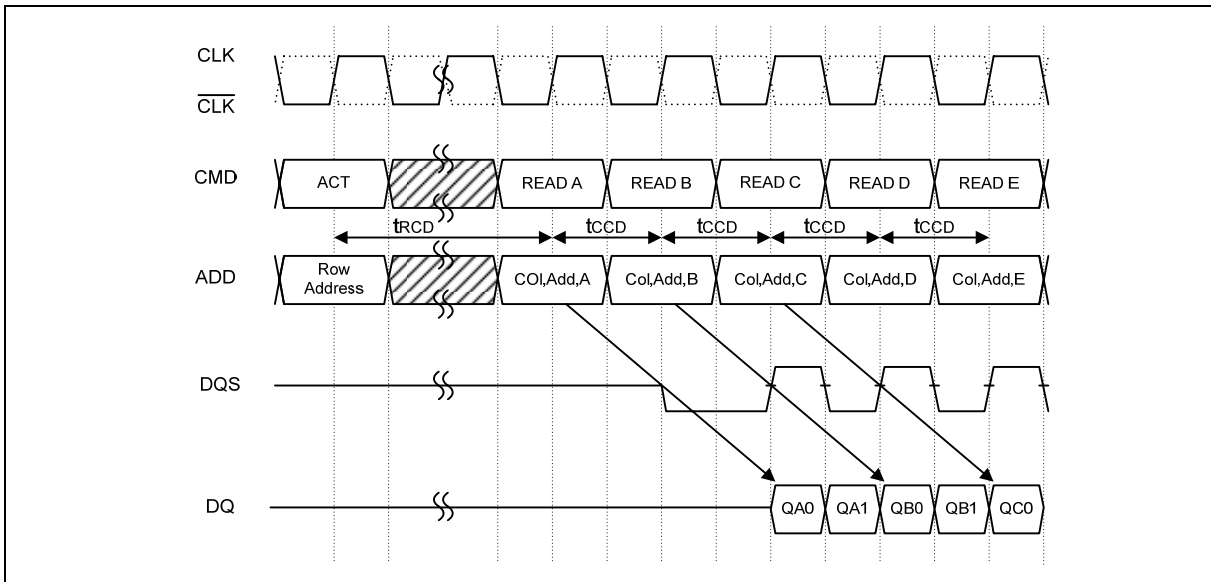 CLK
CLK
CMD
ACT
READ A
READ B
READ C
READ D
READ E
tRCD
tCCD
tCCD
tCCD
tCCD
ADD
Row
Address
COl,Add,A
Col,Add,B
Col,Add,C
Col,Add,D
Col,Add,E
DQS
DQ
QA0
QA1
QB0
QB1
QC0